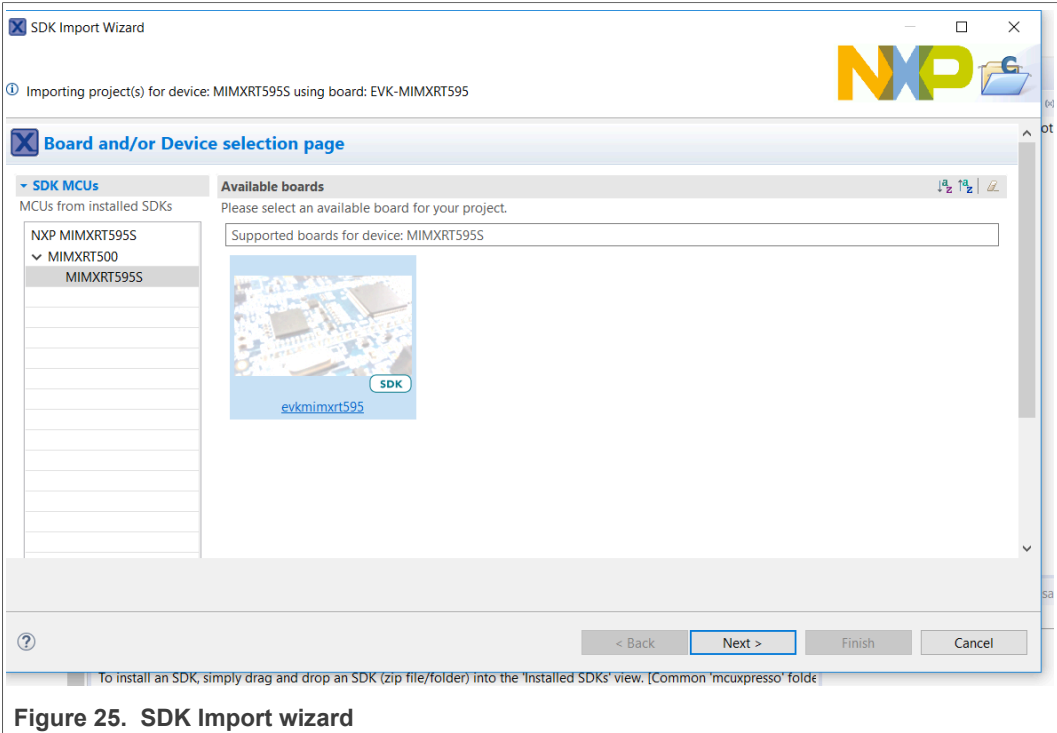 SDK Import Wizard
NXP
C
Importing project(s) for device: MIMXRT595S using board: EVK-MIMXRT595
Board and/or Device selection page
SDK MCUs
MCUs from installed SDKs
NXP MIMXRT595S
MIMXRT500
MIMXRT595S
Available boards
Please select an available board for your project.
Supported boards for device: MIMXRT595S
SDK
evkmimxrt595
< Back
Next >
Finish
Cancel
To install an SDK, simply drag and drop an SDK (zip file/folder) into the 'Installed SDKs' view. [Common 'mcuxpresso' folde
Figure 25. SDK Import wizard